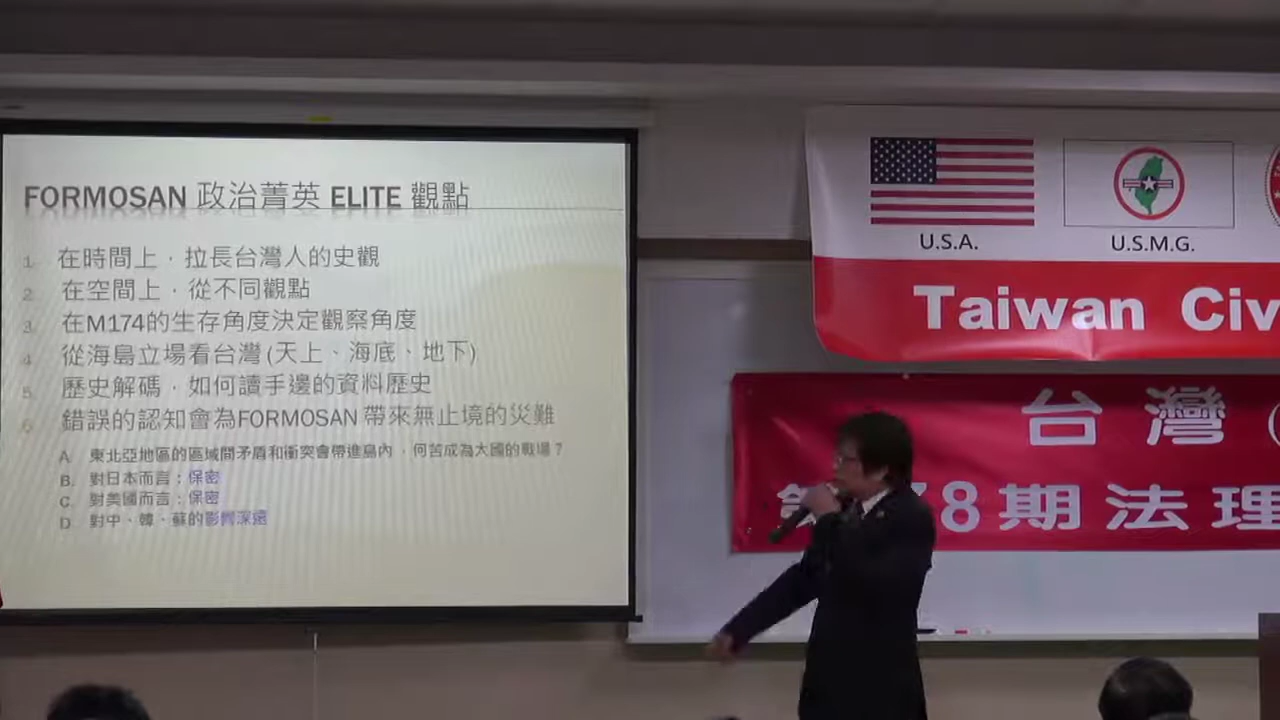 FORMOSAN 政治菁英 ELITE 觀點
1. 在時間上，拉長台灣人的史觀
2. 在空間上，從不同觀點
3. 在M174的生存角度決定觀察角度
4. 從海島立場看台灣(天上、海底、地下)
5. 歷史解碼，如何讀手邊的資料歷史
6. 錯誤的認知會為FORMOSAN 帶來無止境的災難
A. 東北亞地區的區域間矛盾和衝突會帶進島內，何苦成為大國的戰場？
B. 對日本而言：保密
C. 對美國而言：保密
D. 對中、韓、蘇的影響深遠
U.S.A.
U.S.M.G.
Taiwan Civ
台灣
78期法理